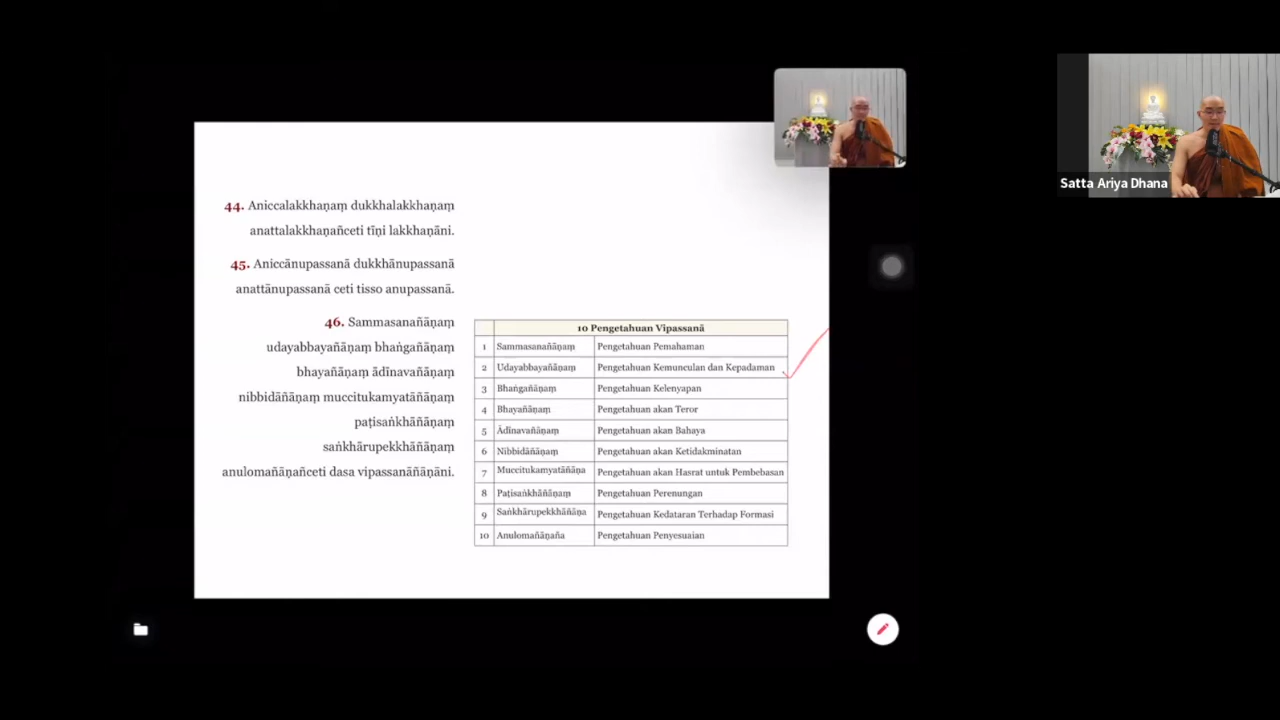 44. Aniccalakkhaṇaṃ dukkhalakkhaṇaṃ
anattalakkhaṇañceti tīṇi lakkhaṇāni.
45. Aniccānupassanā dukkhānupassanā
anattānupassanā ceti tisso anupassanā.
46. Sammasanañāṇaṃ
udayabbayañāṇaṃ bhaṅgañāṇaṃ
bhayañāṇaṃ ādīnavañāṇaṃ
nibbidāñāṇaṃ muccitukamyatāñāṇaṃ
paṭisaṅkhāñāṇaṃ
saṅkhārupekkhāñāṇaṃ
anulomañāṇañceti dasa vipassanāñāṇāni.
10 Pengetahuan Vipassanā
1 Sammasanañāṇaṃ Pengetahuan Pemahaman
2 Udayabbayañāṇaṃ Pengetahuan Kemunculan dan Kepadaman
3 Bhaṅgañāṇaṃ Pengetahuan Kelenyapan
4 Bhayañāṇaṃ Pengetahuan akan Teror
5 Ādīnavañāṇaṃ Pengetahuan akan Bahaya
6 Nibbidāñāṇaṃ Pengetahuan akan Ketidakminatan
7 Muccitukamyatāñāṇa Pengetahuan akan Hasrat untuk Pembebasan
8 Paṭisaṅkhāñāṇaṃ Pengetahuan Perenungan
9 Saṅkhārupekkhāñāṇa Pengetahuan Kedataran Terhadap Formasi
10 Anulomañāṇaña Pengetahuan Penyesuaian
Satta Ariya Dhana